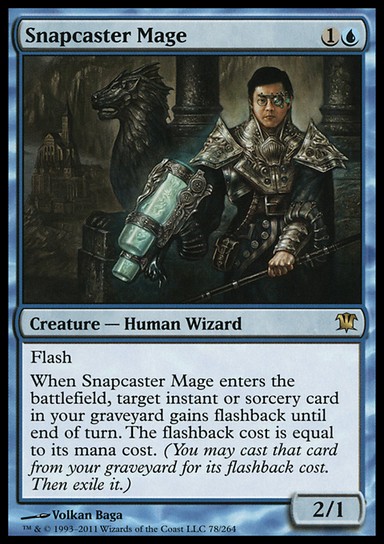 Snapcaster Mage 1
Creature — Human Wizard
Flash
When Snapcaster Mage enters the
battlefield, target instant or sorcery card
in your graveyard gains flashback until
end of turn. The flashback cost is equal
to its mana cost. (You may cast that card
from your graveyard for its flashback cost.
Then exile it.)
2/1
Volkan Baga
™ & © 1993–2011 Wizards of the Coast LLC 78/264